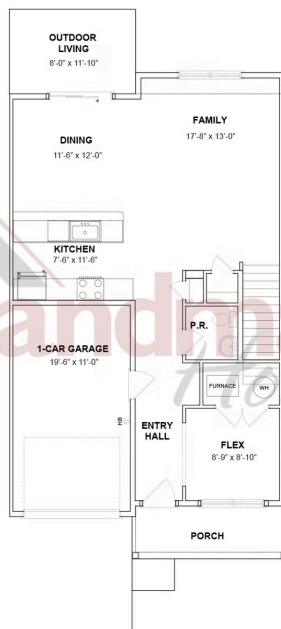 OUTDOOR
LIVING
8'-0" x 11'-10"
FAMILY
17'-8" x 13'-0"
DINING
11'-6" x 12'-0"
KITCHEN
7'-6" x 11'-6"
P.R.
andm
1-CAR GARAGE
19'-6" x 11'-0"
Ho
FURNACE
WH
HB
ENTRY
HALL
FLEX
8'-9" x 8'-10"
PORCH